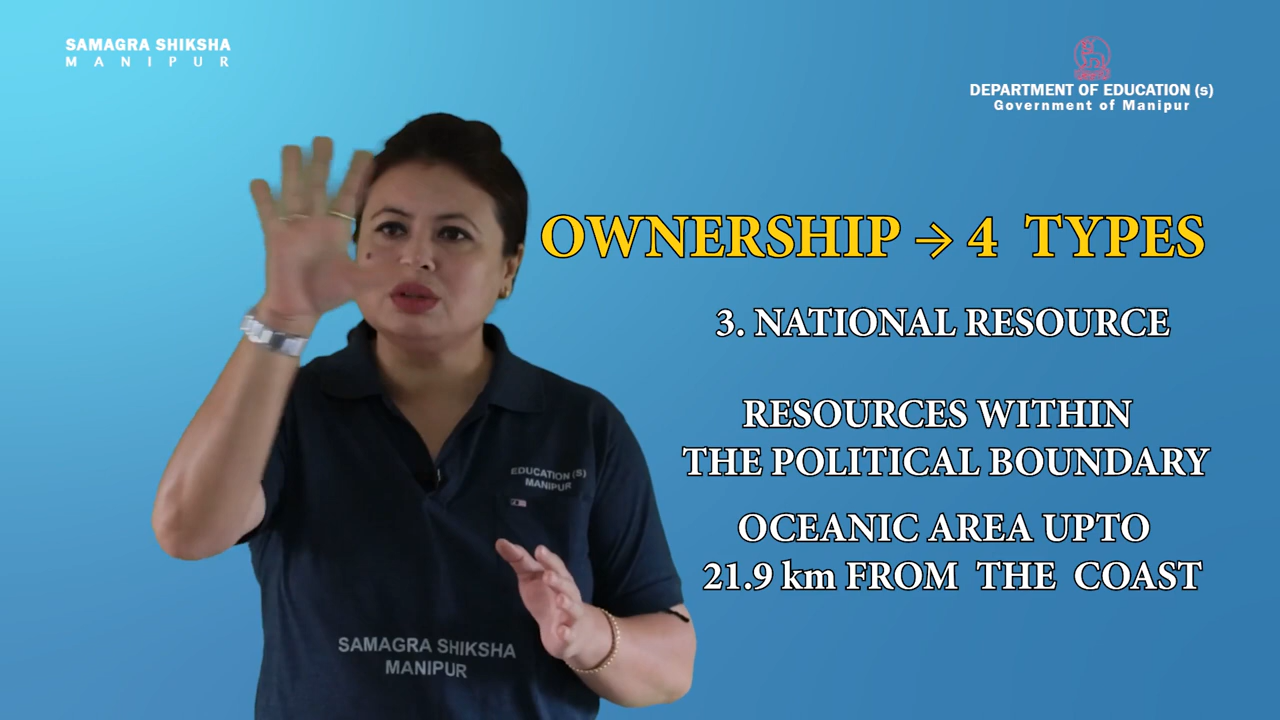 SAMAGRA SHIKSHA
MANIPUR
DEPARTMENT OF EDUCATION (s)
Government of Manipur
OWNERSHIP → 4 TYPES
3. NATIONAL RESOURCE
RESOURCES WITHIN
THE POLITICAL BOUNDARY
OCEANIC AREA UPTO
21.9 km FROM THE COAST
EDUCATION (S)
MANIPUR
SAMAGRA SHIKSHA
MANIPUR